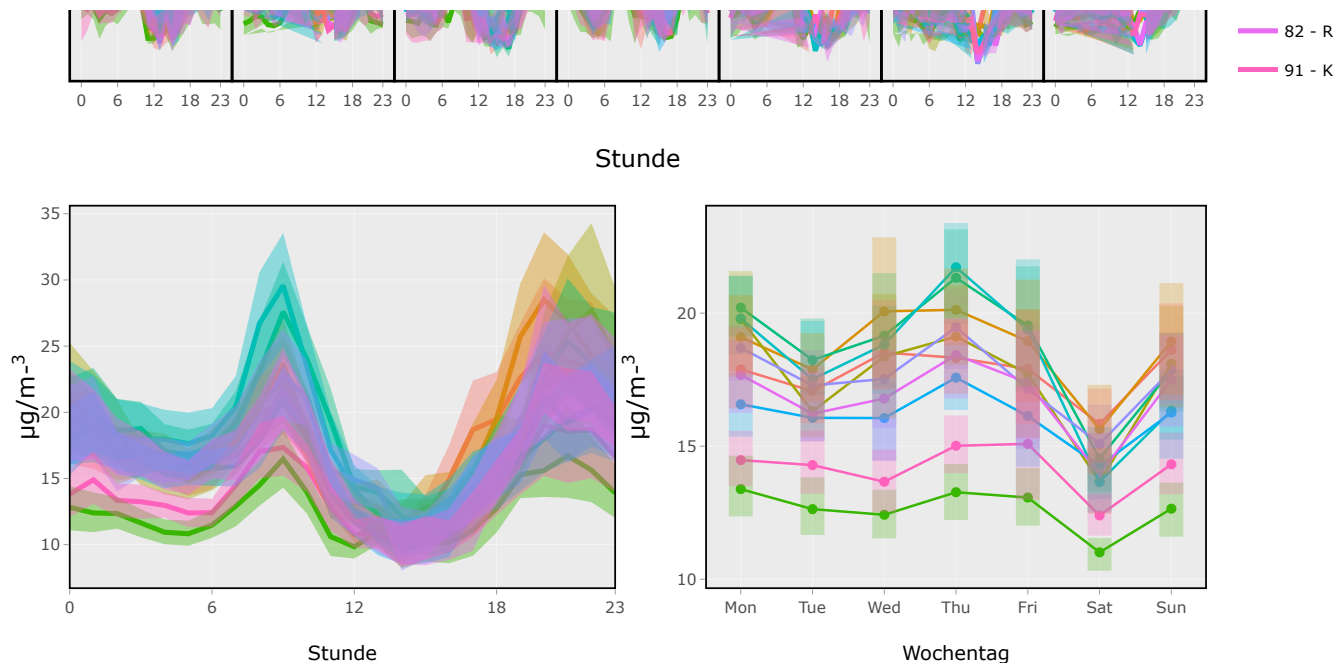 82 - R
91 - K
0 6 12 18 23 0 6 12 18 23 0 6 12 18 23 0 6 12 18 23 0 6 12 18 23 0 6 12 18 23 0 6 12 18 23
Stunde
35
30
25
20
15
10
µg/m-³
0 6 12 18 23
Stunde
20
15
10
µg/m-³
Mon Tue Wed Thu Fri Sat Sun
Wochentag